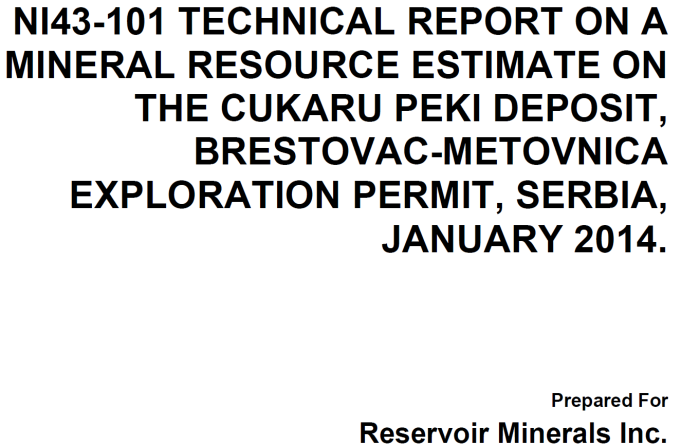 NI43-101 TECHNICAL REPORT ON A
MINERAL RESOURCE ESTIMATE ON
THE CUKARU PEKI DEPOSIT,
BRESTOVAC-METOVNICA
EXPLORATION PERMIT, SERBIA,
JANUARY 2014.
Prepared For
Reservoir Minerals Inc.